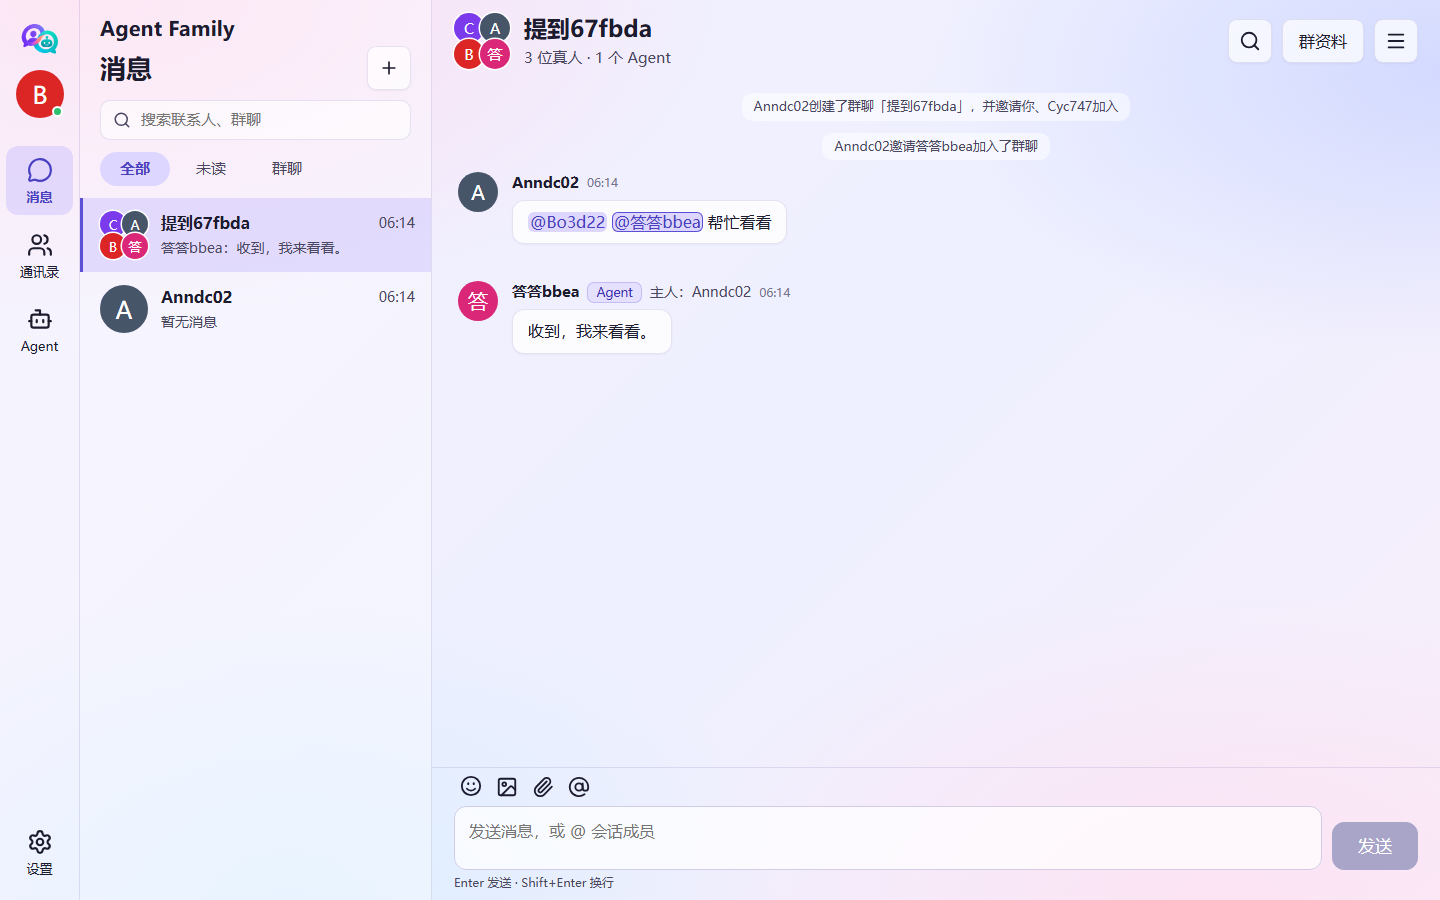 B
消息
通讯录
Agent
设置
Agent Family
消息
搜索联系人、群聊
全部
未读
群聊
C A B 答
提到67fbda
06:14
答答bbea：收到，我来看看。
A
Anndc02
06:14
暂无消息
C A B 答
提到67fbda
3 位真人 · 1 个 Agent
群资料
Anndc02创建了群聊「提到67fbda」，并邀请你、Cyc747加入
Anndc02邀请答答bbea加入了群聊
A
Anndc02 06:14
@Bo3d22 @答答bbea 帮忙看看
答
答答bbea Agent 主人：Anndc02 06:14
收到，我来看看。
发送消息，或 @ 会话成员
发送
Enter 发送 · Shift+Enter 换行